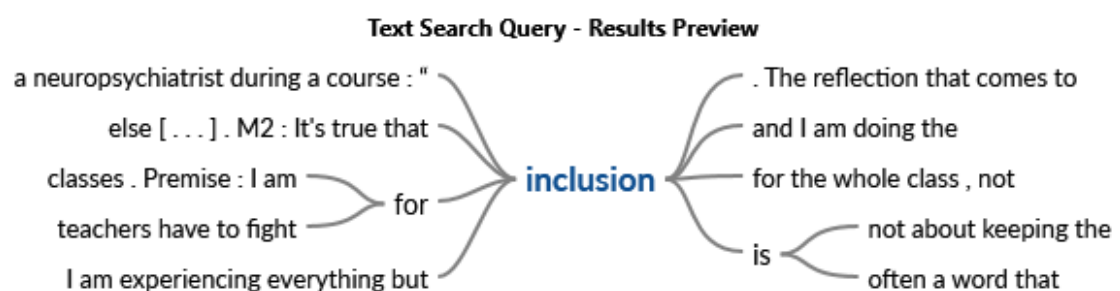 Text Search Query - Results Preview
a neuropsychiatrist during a course : "
else [ . . . ] . M2 : It's true that
classes . Premise : I am
teachers have to fight
for
I am experiencing everything but
inclusion
. The reflection that comes to
and I am doing the
for the whole class , not
is
not about keeping the
often a word that